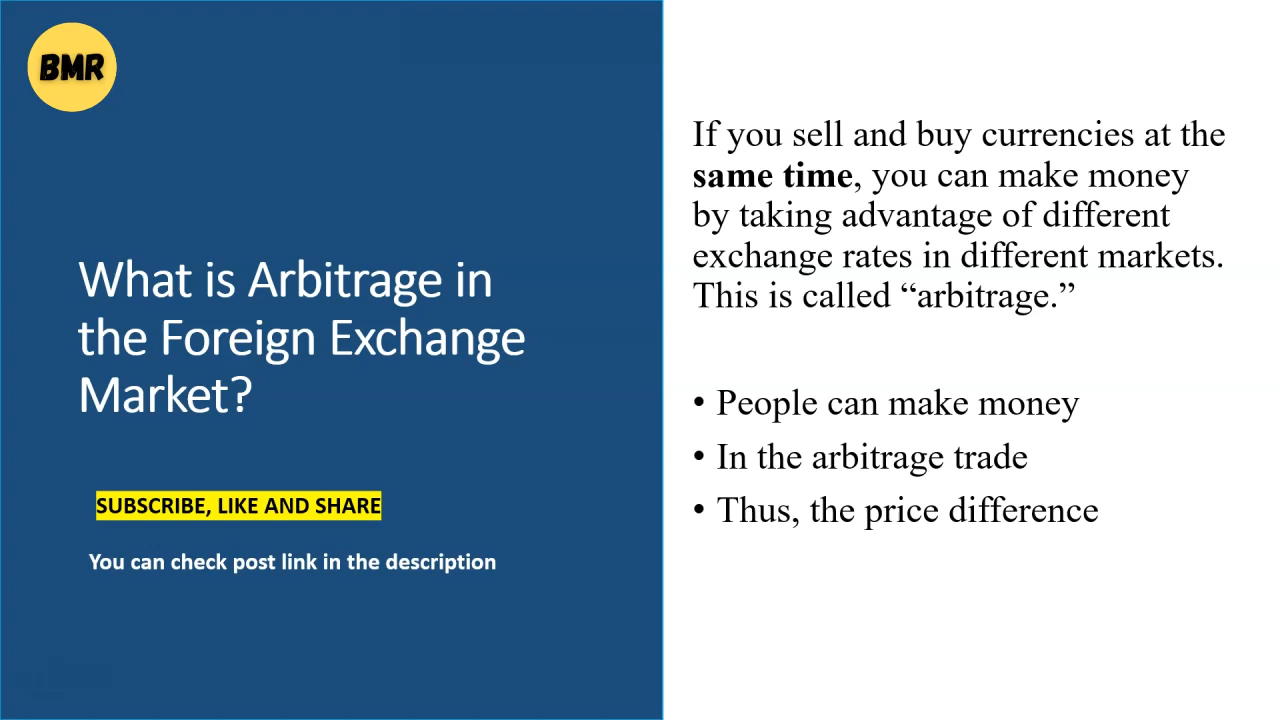 BMR
What is Arbitrage in
the Foreign Exchange
Market?
SUBSCRIBE, LIKE AND SHARE
You can check post link in the description
If you sell and buy currencies at the
same time, you can make money
by taking advantage of different
exchange rates in different markets.
This is called “arbitrage.”
• People can make money
• In the arbitrage trade
• Thus, the price difference